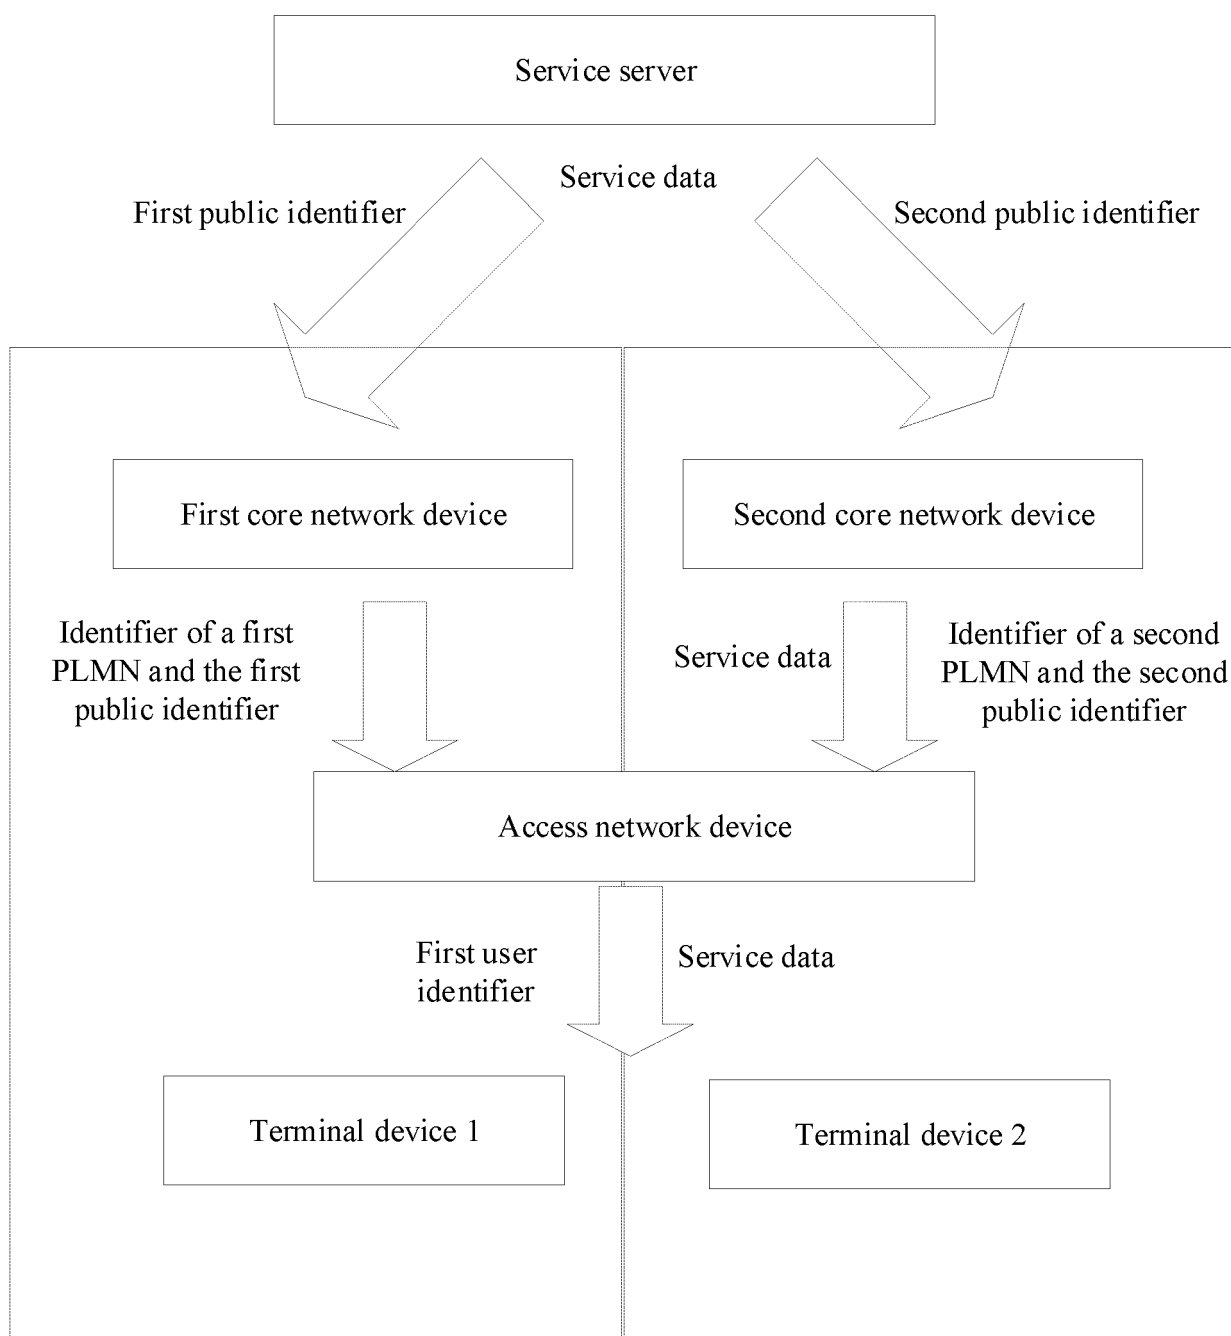 Service server
Service data
First public identifier
Second public identifier
First core network device
Second core network device
Identifier of a first
PLMN and the first
public identifier
Service data
Identifier of a second
PLMN and the second
public identifier
Access network device
First user
identifier
Service data
Terminal device 1
Terminal device 2